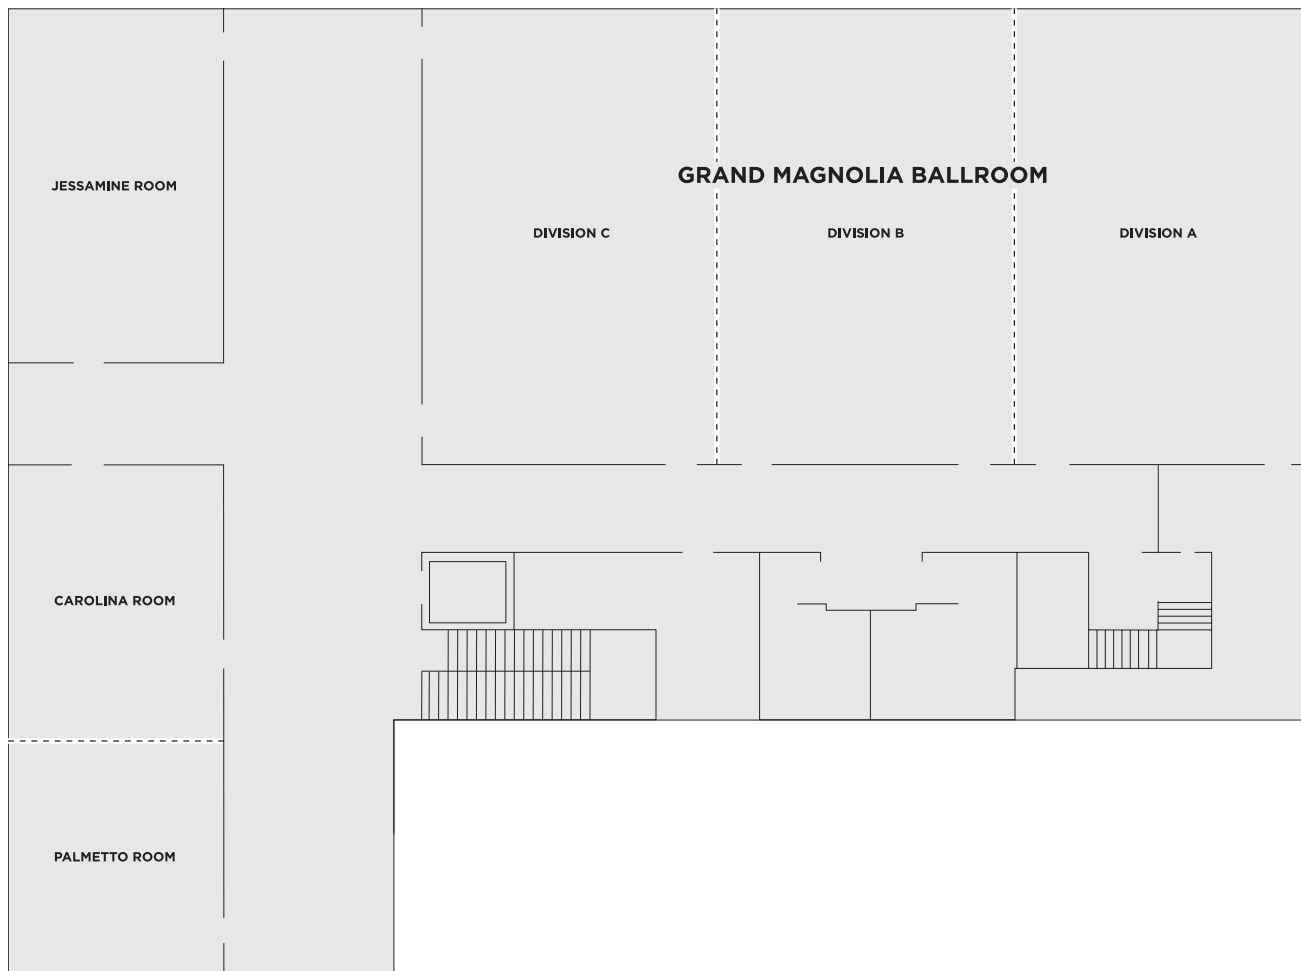 JESSAMINE ROOM
GRAND MAGNOLIA BALLROOM
DIVISION C
DIVISION B
DIVISION A
CAROLINA ROOM
PALMETTO ROOM